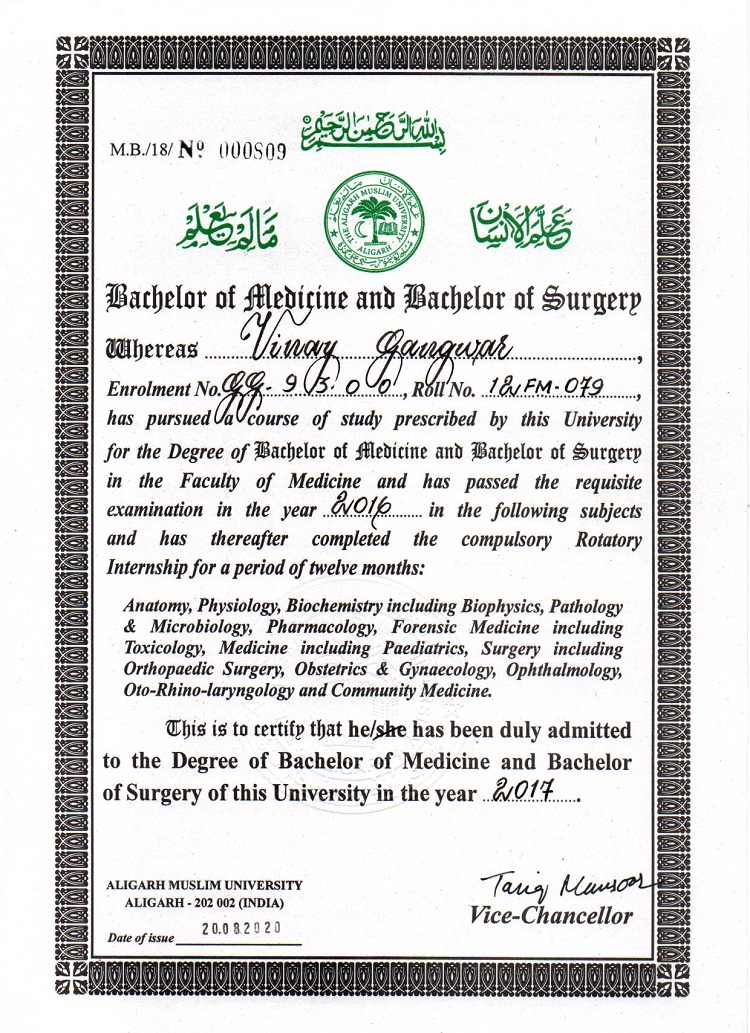 بسم الله الرحمن الرحيم
M.B./18/ Nº 000809
علم الانسان
مالم يعلم
THE ALIGARH MUSLIM UNIVERSITY
ALIGARH
Bachelor of Medicine and Bachelor of Surgery
Whereas Vinay Gangwar,
Enrolment No. GG-9300, Roll No. 12FM-079,
has pursued a course of study prescribed by this University
for the Degree of Bachelor of Medicine and Bachelor of Surgery
in the Faculty of Medicine and has passed the requisite
examination in the year 2016 in the following subjects
and has thereafter completed the compulsory Rotatory
Internship for a period of twelve months:
Anatomy, Physiology, Biochemistry including Biophysics, Pathology
& Microbiology, Pharmacology, Forensic Medicine including
Toxicology, Medicine including Paediatrics, Surgery including
Orthopaedic Surgery, Obstetrics & Gynaecology, Ophthalmology,
Oto-Rhino-laryngology and Community Medicine.
This is to certify that he/she has been duly admitted
to the Degree of Bachelor of Medicine and Bachelor
of Surgery of this University in the year 2017.
ALIGARH MUSLIM UNIVERSITY
ALIGARH - 202 002 (INDIA)
Date of issue 20.08.2020
Tariq Mansoor
Vice-Chancellor